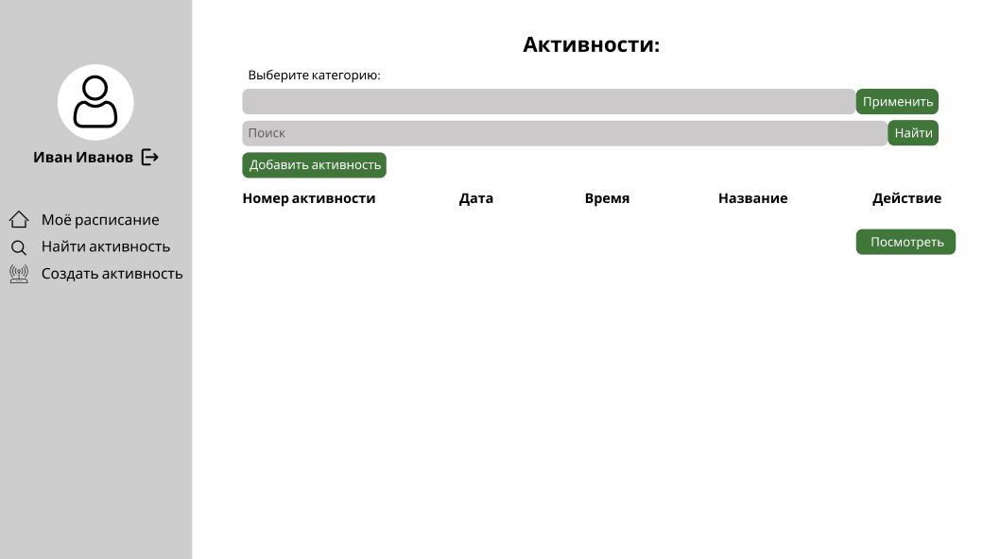 Иван Иванов
Моё расписание
Найти активность
Создать активность
Активности:
Выберите категорию:
Применить
Поиск
Найти
Добавить активность
Номер активности Дата Время Название Действие
Посмотреть